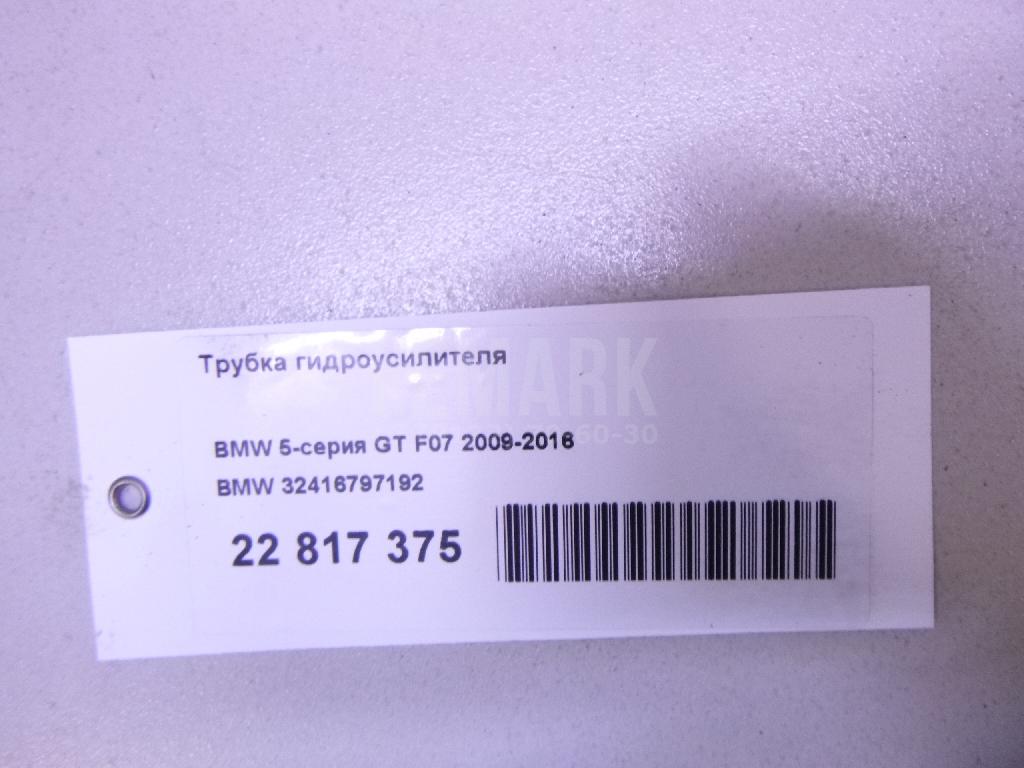 Трубка гидроусилителя
BMW 5-серия GT F07 2009-2016
BMW 32416797192
22 817 375